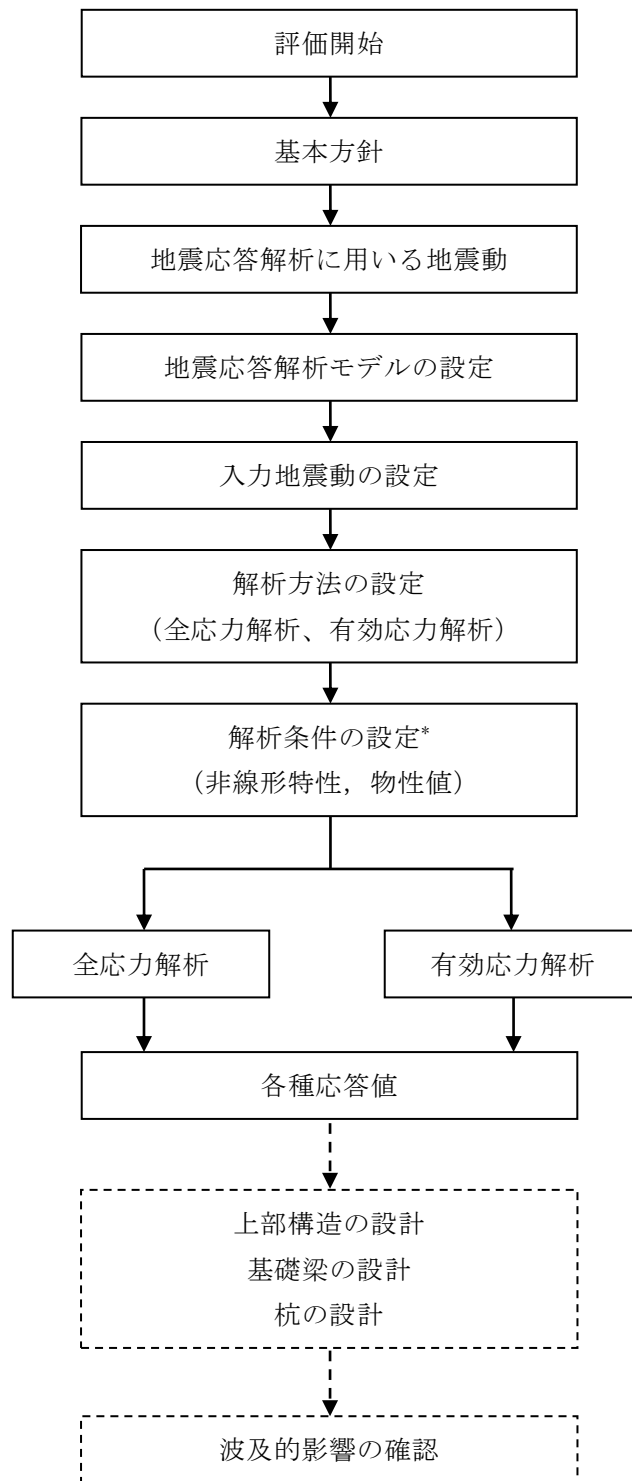 評価開始
基本方針
地震応答解析に用いる地震動
地震応答解析モデルの設定
入力地震動の設定
解析方法の設定
（全応力解析、有効応力解析）
解析条件の設定*
（非線形特性，物性値）
全応力解析
有効応力解析
各種応答値
上部構造の設計
基礎梁の設計
杭の設計
波及的影響の確認